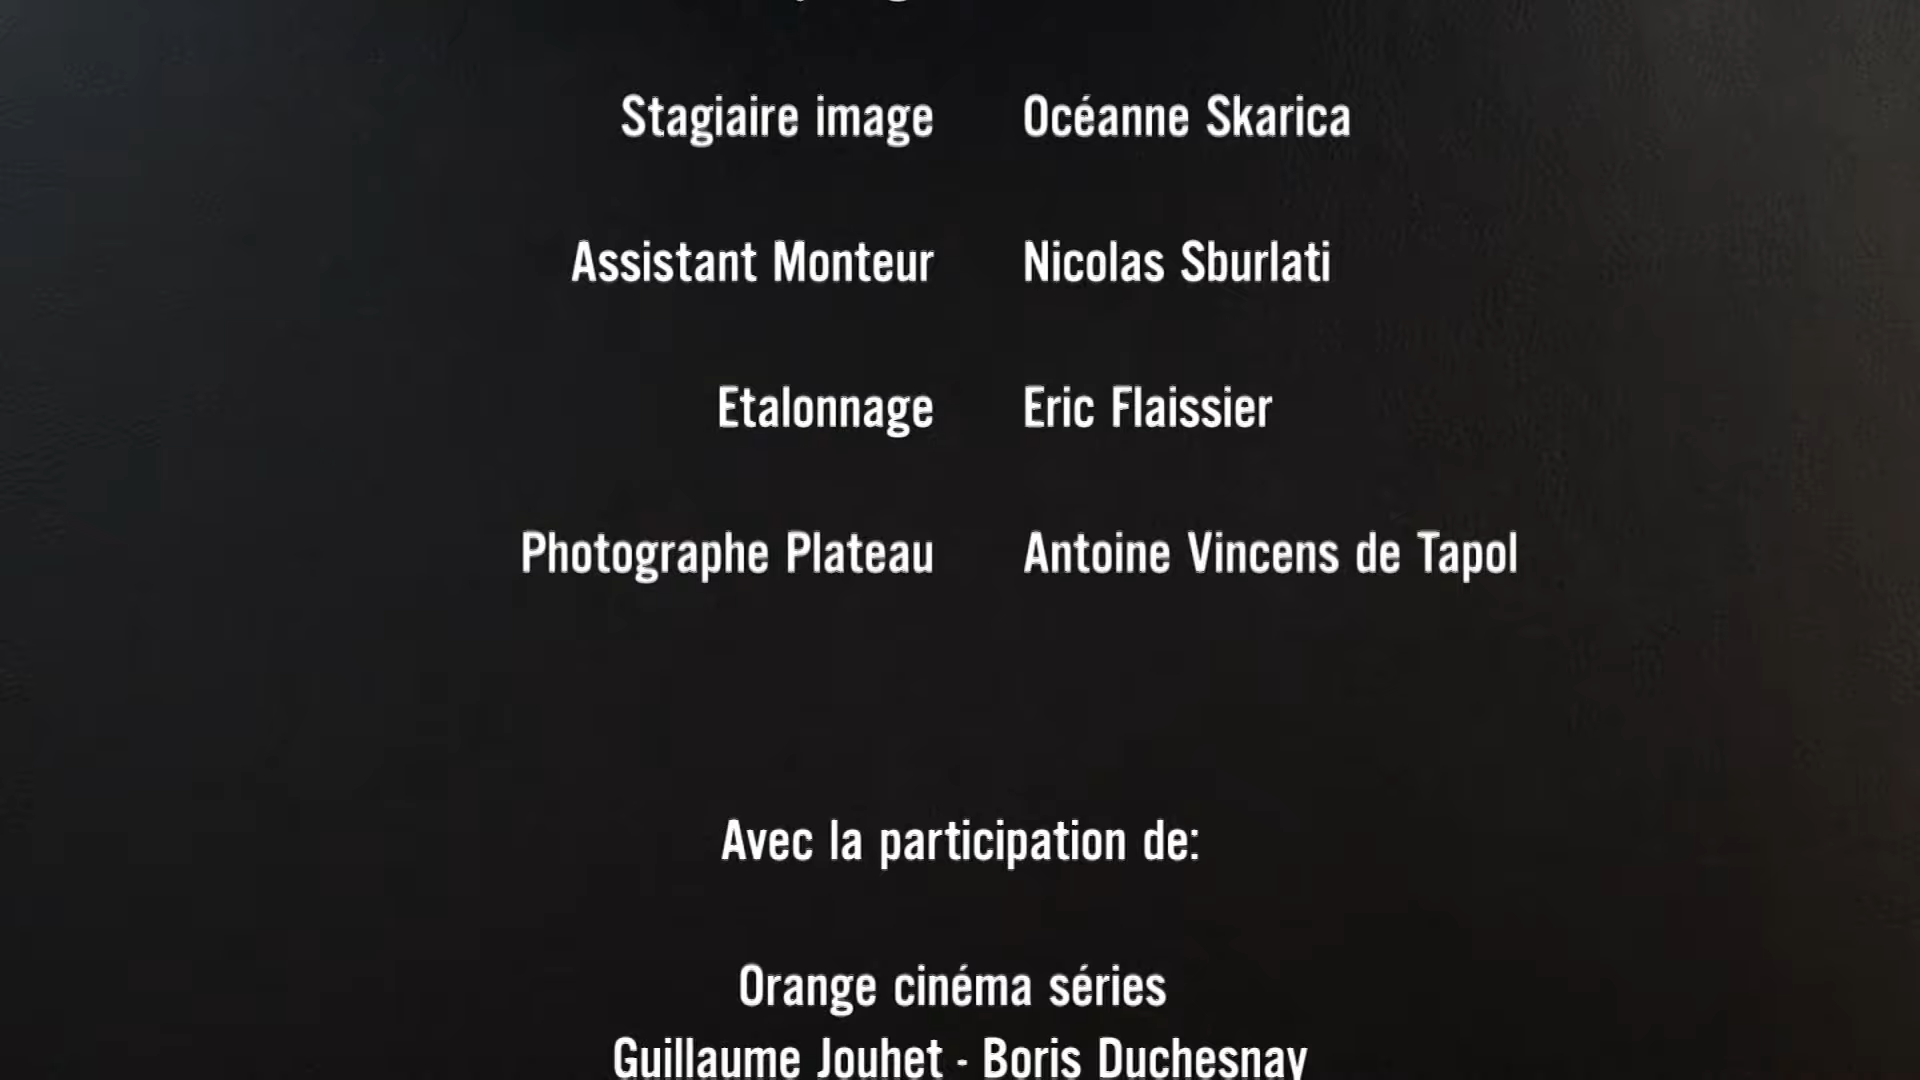 Stagiaire image Océanne Skarica
Assistant Monteur Nicolas Sburlati
Etalonnage Eric Flaissier
Photographe Plateau Antoine Vincens de Tapol
Avec la participation de:
Orange cinéma séries
Guillaume Jouhet - Boris Duchesnay